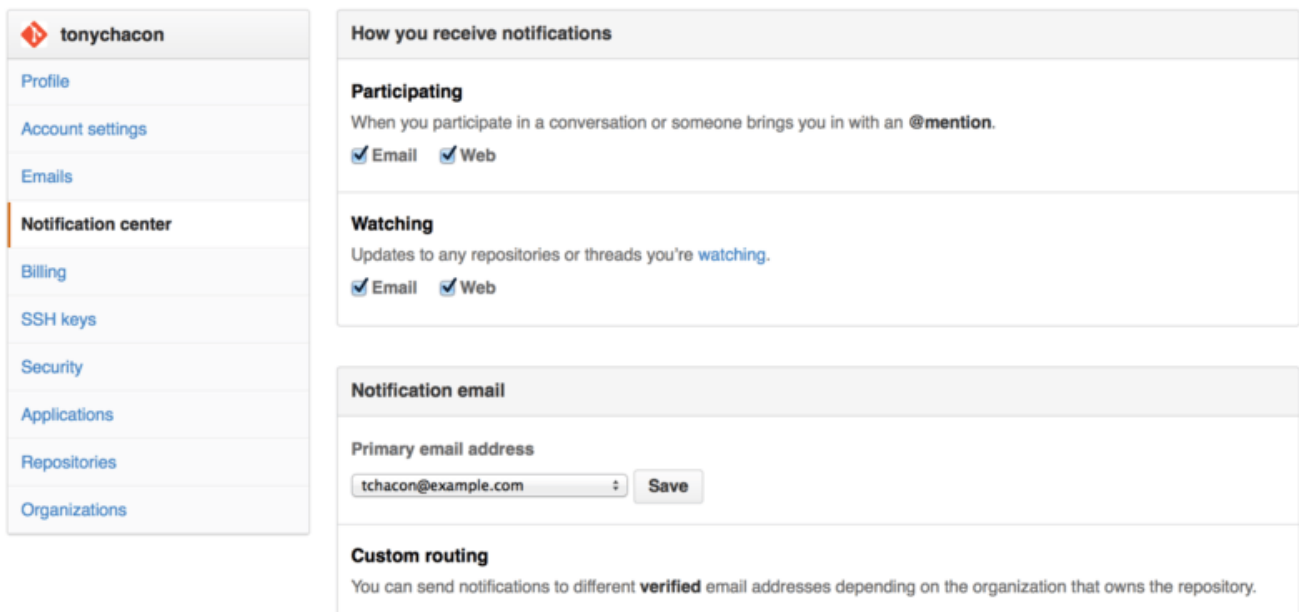 tonychacon
Profile
Account settings
Emails
Notification center
Billing
SSH keys
Security
Applications
Repositories
Organizations
How you receive notifications
Participating
When you participate in a conversation or someone brings you in with an @mention.
Email Web
Watching
Updates to any repositories or threads you're watching.
Email Web
Notification email
Primary email address
tchacon@example.com Save
Custom routing
You can send notifications to different verified email addresses depending on the organization that owns the repository.